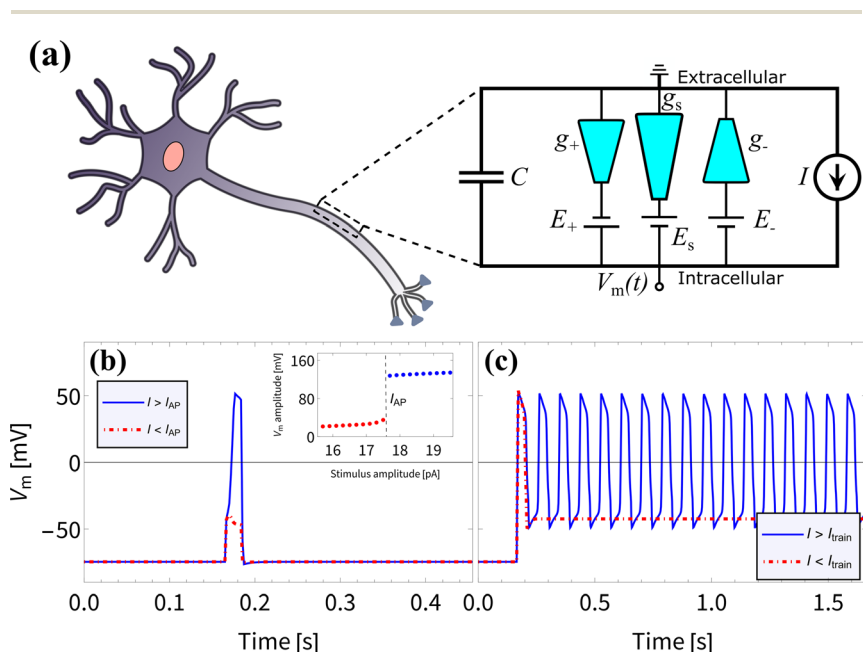 (a)
Extracellular
g+
gs
g-
C
I
E+
Es
E-
Vm(t)
Intracellular
(b)
I > IAP
I < IAP
Vm amplitude [mV]
160
80
0
IAP
16 17 18 19
Stimulus amplitude [pA]
(c)
I > Itrain
I < Itrain
Vm [mV]
50
0
−50
0.0 0.1 0.2 0.3 0.4
0.0 0.5 1.0 1.5
Time [s]
Time [s]